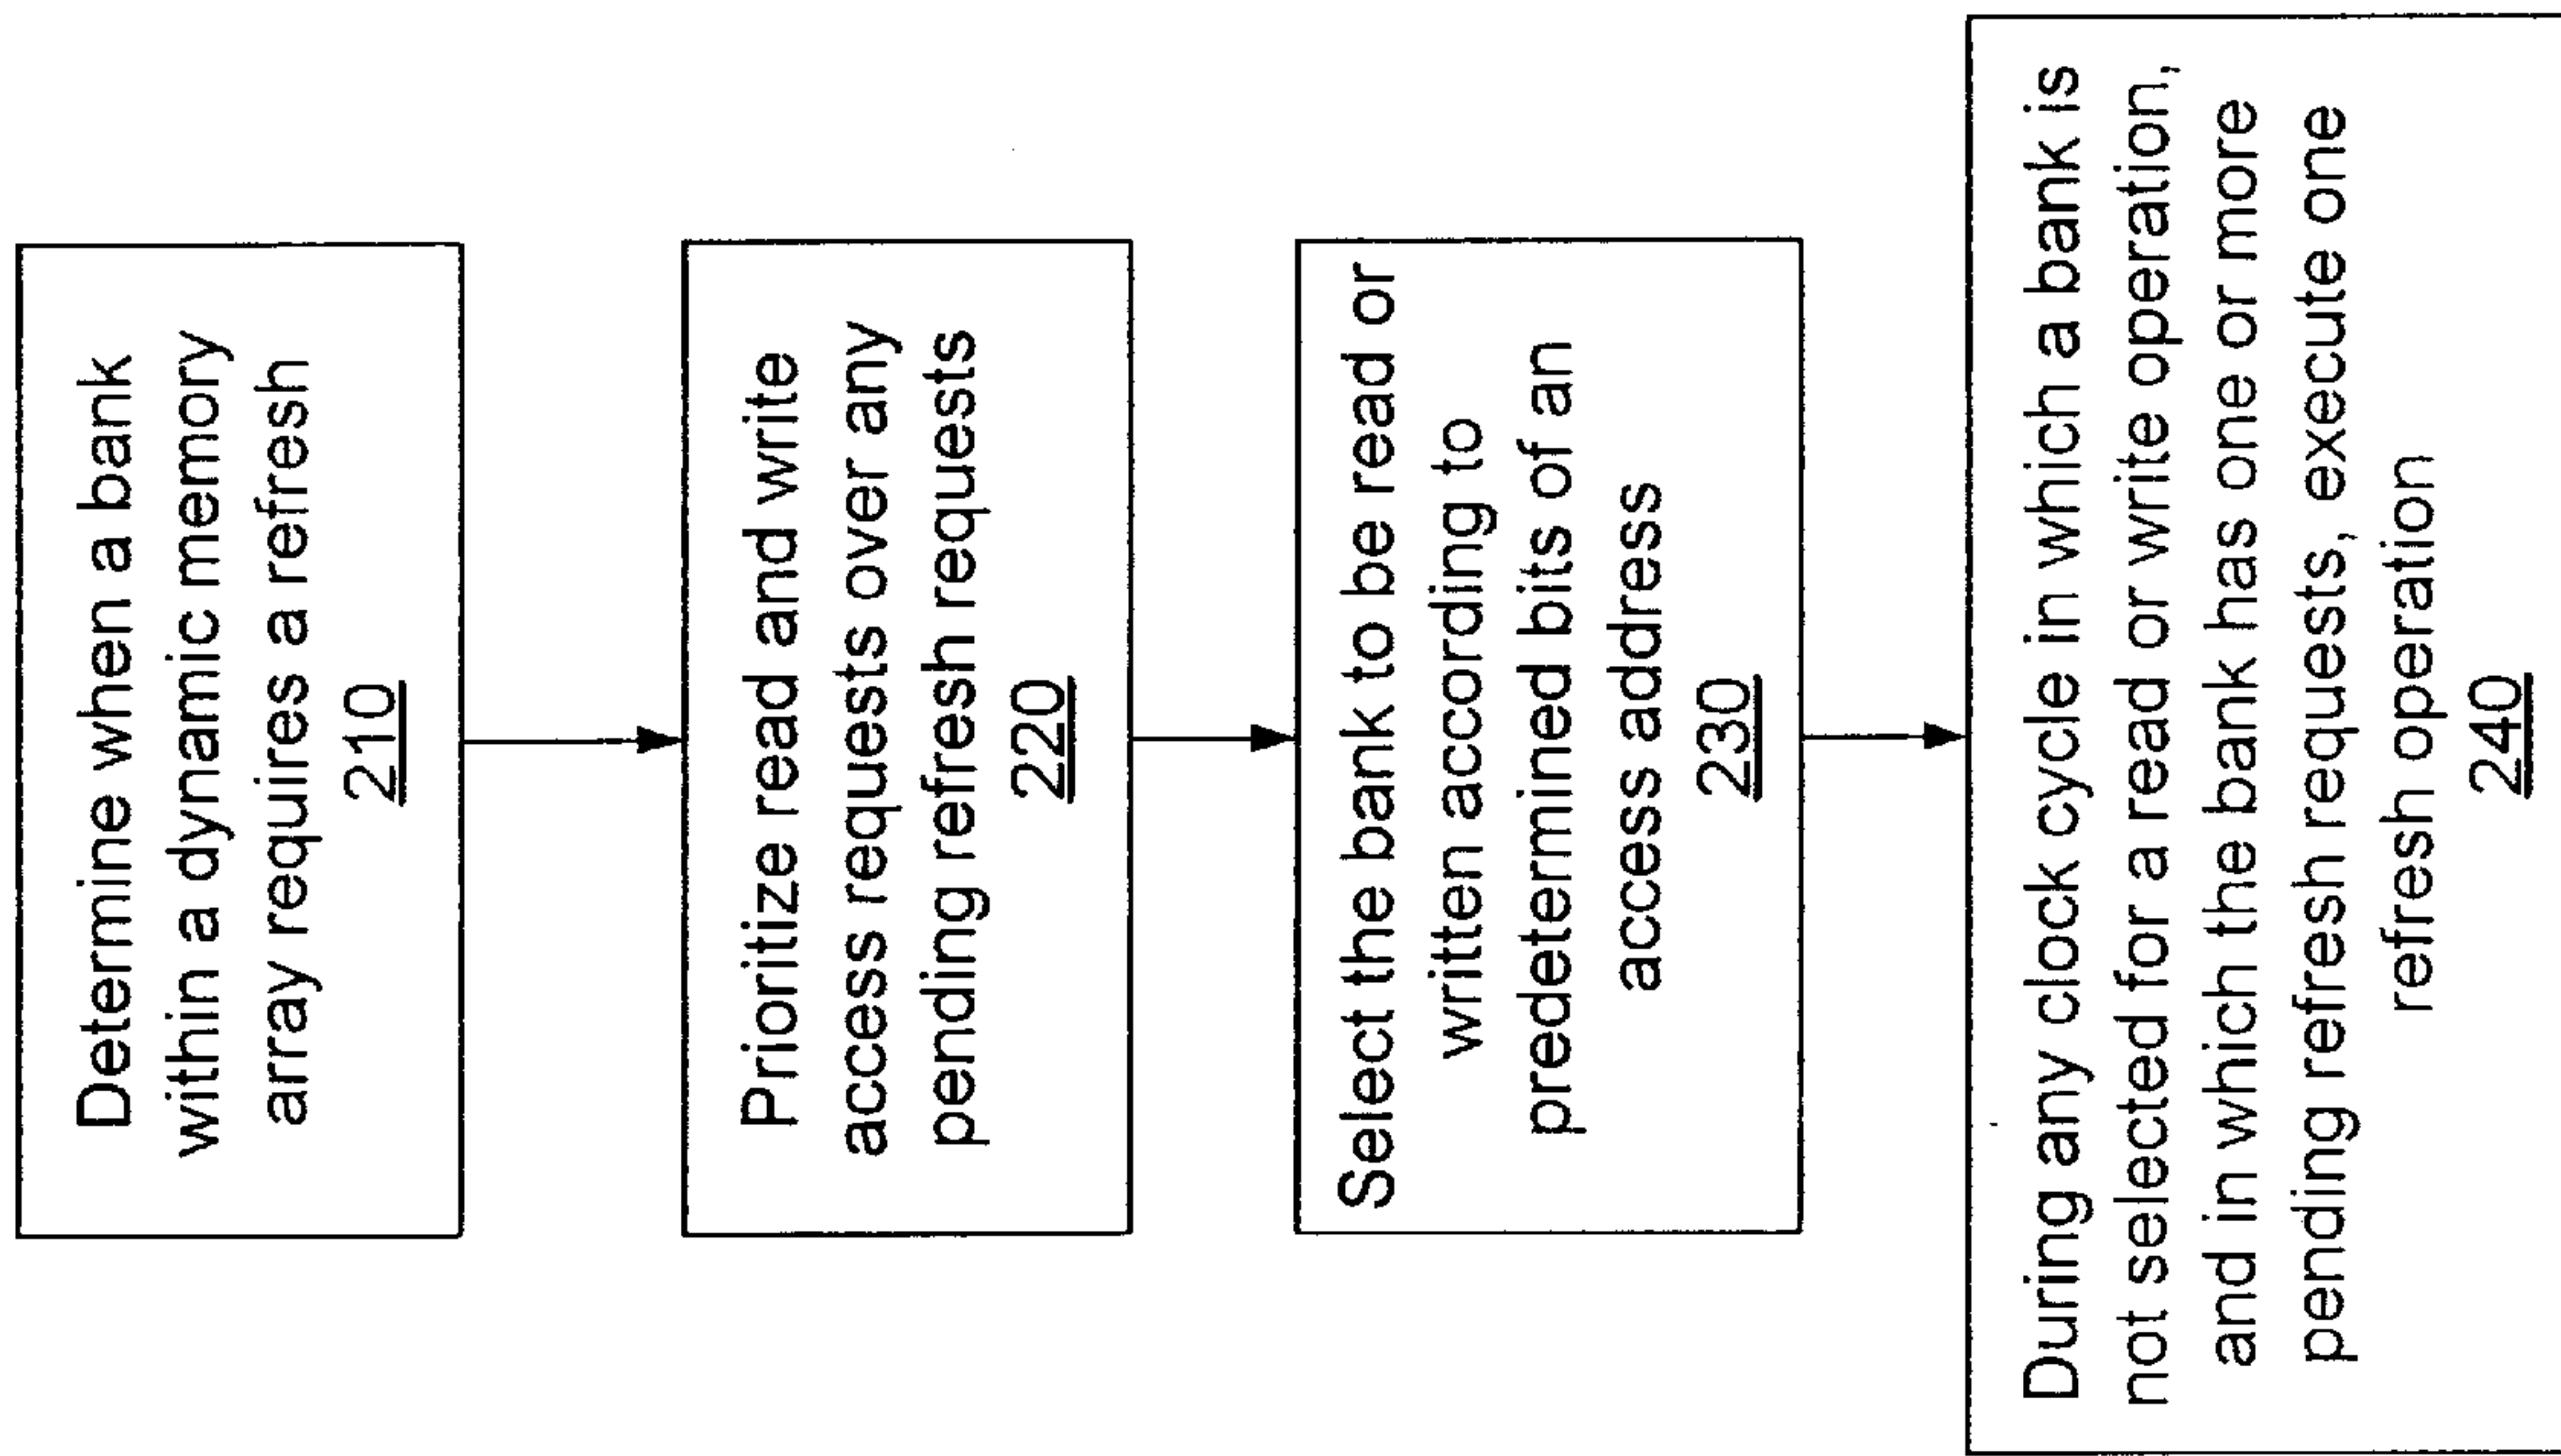 Determine when a bank
within a dynamic memory
array requires a refresh
210
Prioritize read and write
access requests over any
pending refresh requests
220
Select the bank to be read or
written according to
predetermined bits of an
access address
230
During any clock cycle in which a bank is
not selected for a read or write operation,
and in which the bank has one or more
pending refresh requests, execute one
refresh operation
240